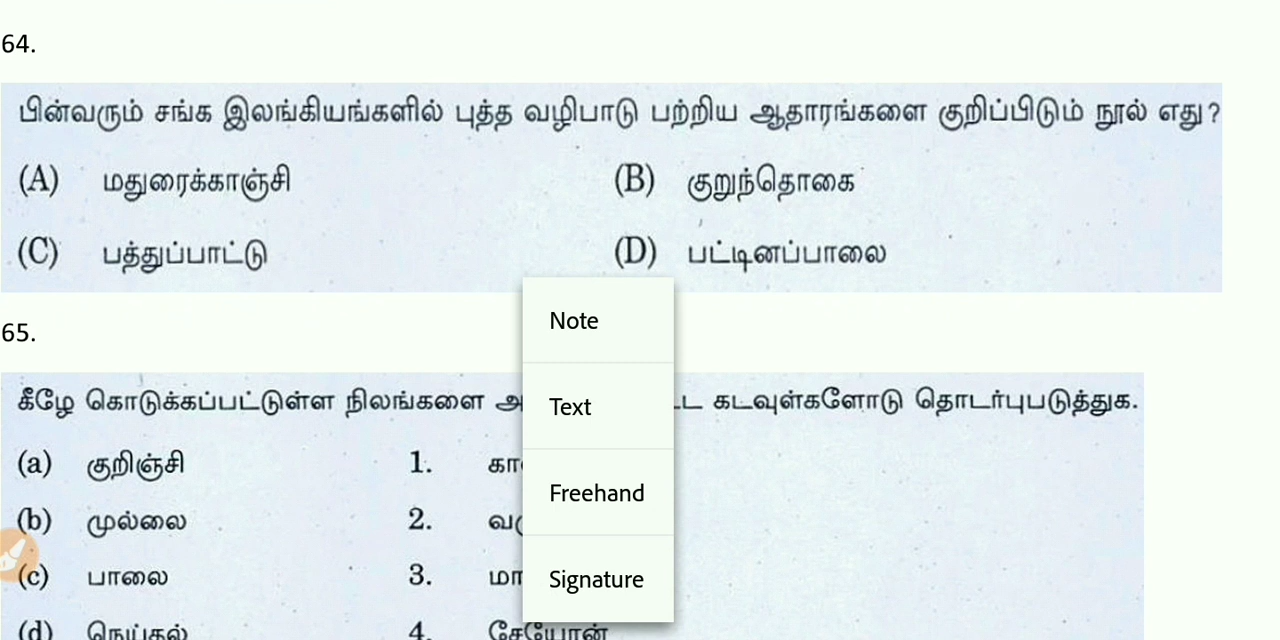 64.
பின்வரும் சங்க இலங்கியங்களில் புத்த வழிபாடு பற்றிய ஆதாரங்களை குறிப்பிடும் நூல் எது ?
(A) மதுரைக்காஞ்சி (B) குறுந்தொகை
(C) பத்துப்பாட்டு (D) பட்டினப்பாலை
65.
கீழே கொடுக்கப்பட்டுள்ள நிலங்களை கடவுள்களோடு தொடர்புபடுத்துக.
(a) குறிஞ்சி 1.
(b) முல்லை 2.
(c) பாலை 3.
(d) நெய்தல் 4. சேயோன்
Note
Text
Freehand
Signature